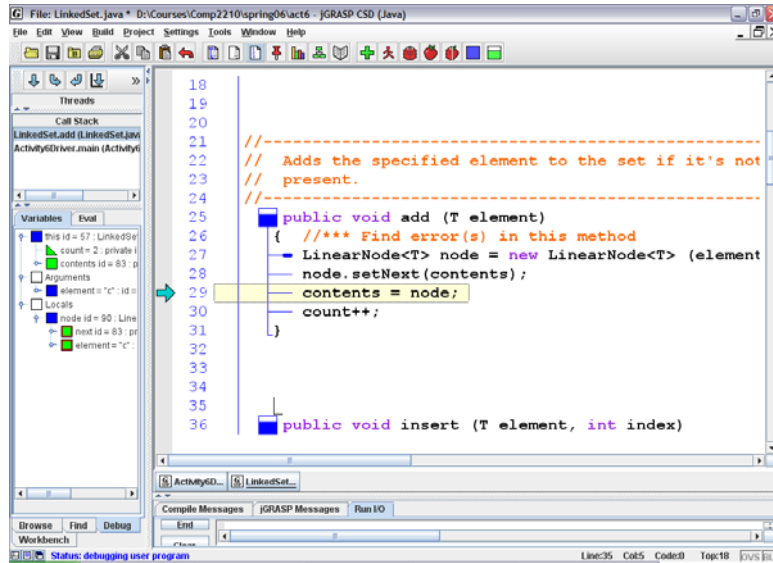 File: LinkedSet.java * D:\Courses\Comp2210\spring06\act6 - jGRASP CSD (Java)
File Edit View Build Project Settings Tools Window Help
»
Threads
Call Stack
LinkedSet.add (LinkedSet.jav
Activity6Driver.main (Activity6
Variables Eval
this id = 57 : LinkedSe
count = 2 : private i
contents id = 83 : p
Arguments
element = "c" : id =
Locals
node id = 90 : Line
next id = 83 : pr
element = "c" :
Browse Find Debug
Workbench
18
19
20
21 //------------------------------------------------
22 // Adds the specified element to the set if it's not
23 // present.
24 //------------------------------------------------
25 public void add (T element)
26 { //*** Find error(s) in this method
27 LinearNode<T> node = new LinearNode<T> (element
28 node.setNext(contents);
29 contents = node;
30 count++;
31 }
32
33
34
35
36 public void insert (T element, int index)
Activity6D... LinkedSet...
Compile Messages jGRASP Messages Run I/O
End
Clear
Status: debugging user program
Line:35 Col:5 Code:0 Top:18 OVS